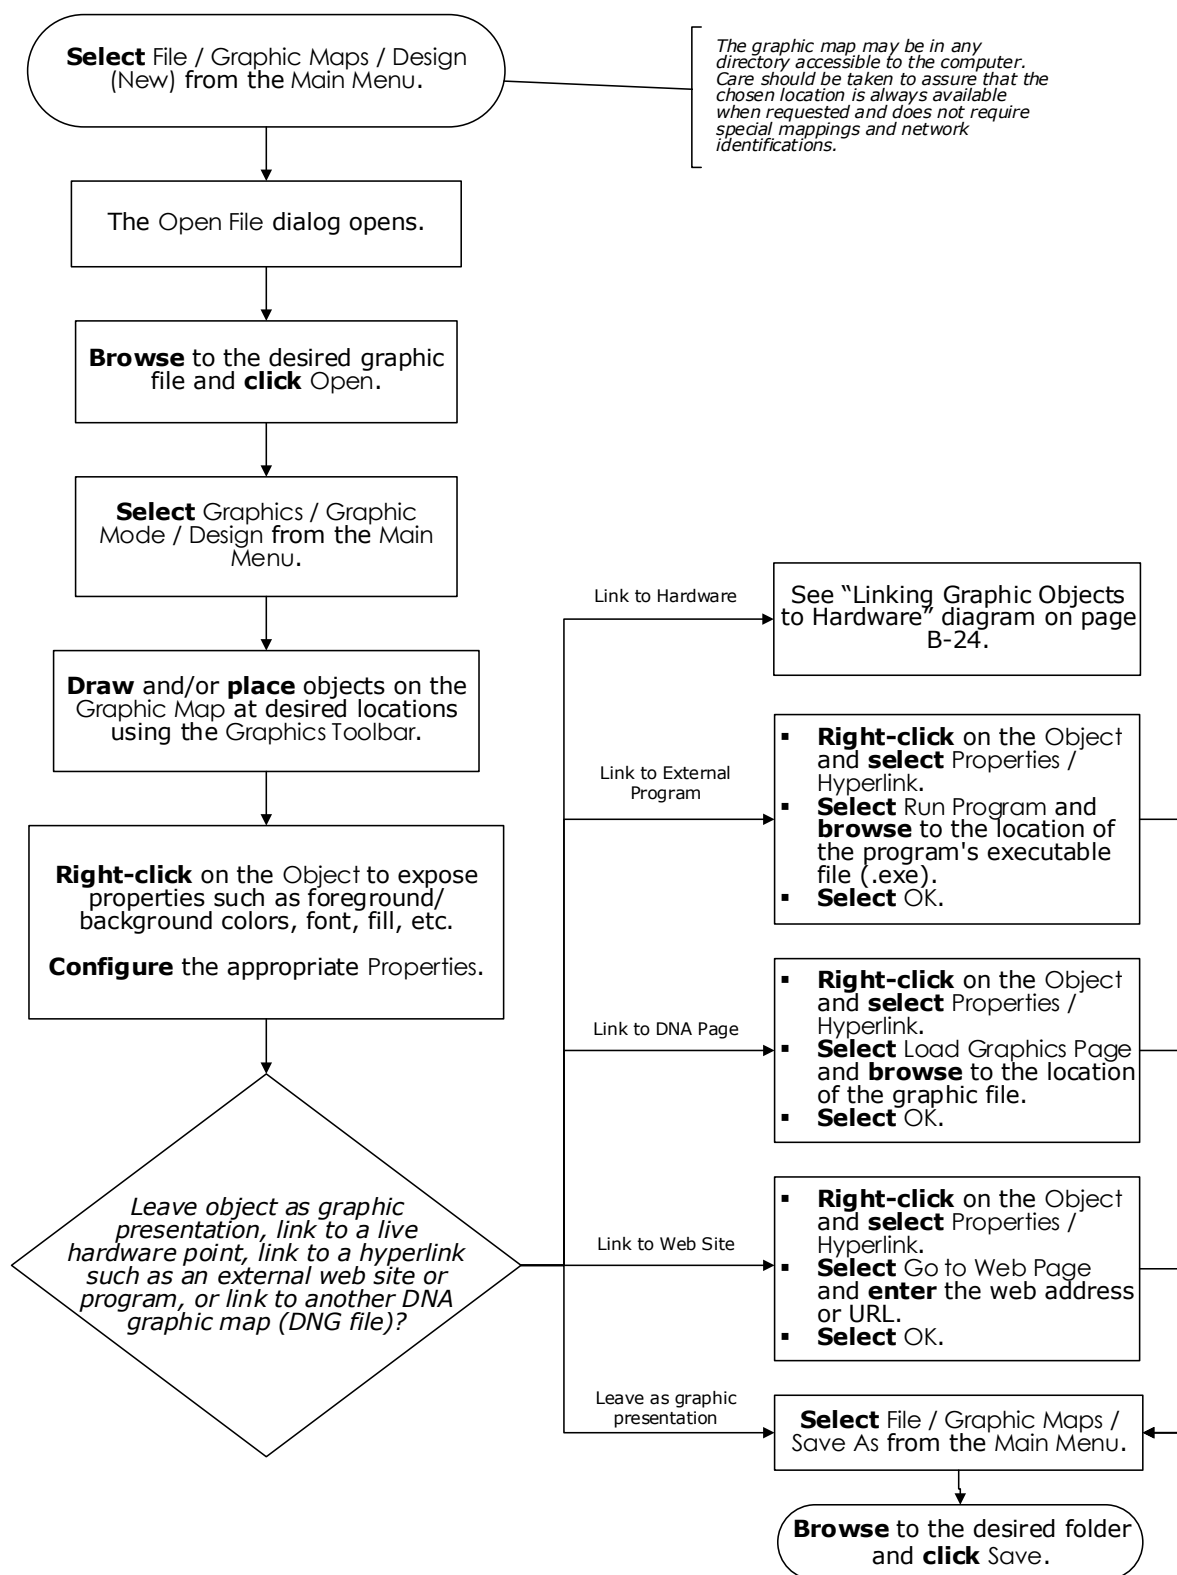 Select File / Graphic Maps / Design
(New) from the Main Menu.
The graphic map may be in any
directory accessible to the computer.
Care should be taken to assure that the
chosen location is always available
when requested and does not require
special mappings and network
identifications.
The Open File dialog opens.
Browse to the desired graphic
file and click Open.
Select Graphics / Graphic
Mode / Design from the Main
Menu.
Draw and/or place objects on the
Graphic Map at desired locations
using the Graphics Toolbar.
Right-click on the Object to expose
properties such as foreground/
background colors, font, fill, etc.
Configure the appropriate Properties.
Leave object as graphic
presentation, link to a live
hardware point, link to a hyperlink
such as an external web site or
program, or link to another DNA
graphic map (DNG file)?
Link to Hardware
See “Linking Graphic Objects
to Hardware” diagram on page
B-24.
Link to External
Program
▪ Right-click on the Object
and select Properties /
Hyperlink.
▪ Select Run Program and
browse to the location of
the program's executable
file (.exe).
▪ Select OK.
Link to DNA Page
▪ Right-click on the Object
and select Properties /
Hyperlink.
▪ Select Load Graphics Page
and browse to the location
of the graphic file.
▪ Select OK.
Link to Web Site
▪ Right-click on the Object
and select Properties /
Hyperlink.
▪ Select Go to Web Page
and enter the web address
or URL.
▪ Select OK.
Leave as graphic
presentation
Select File / Graphic Maps /
Save As from the Main Menu.
Browse to the desired folder
and click Save.